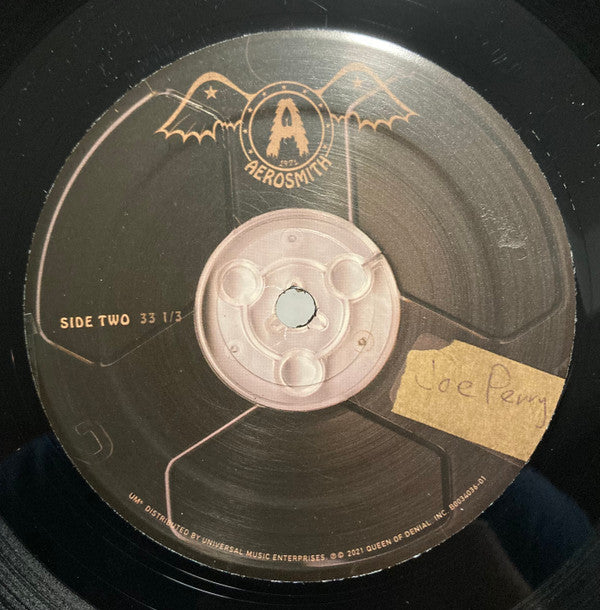 A
1971
AEROSMITH
SIDE TWO 33 1/3
Joe Perry
UMe DISTRIBUTED BY UNIVERSAL MUSIC ENTERPRISES. ℗© 2021 QUEEN OF DENIAL, INC. B0034036-01